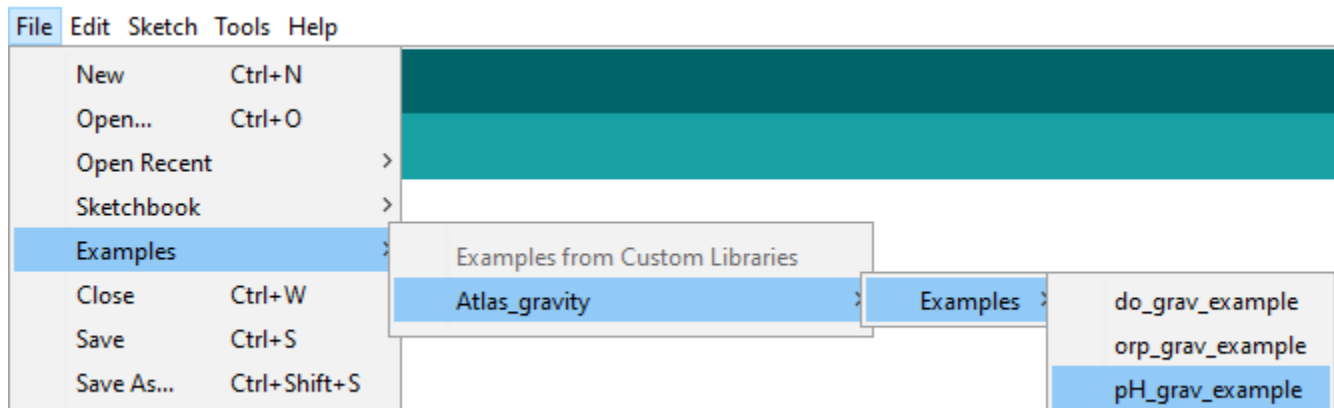 File Edit Sketch Tools Help
New Ctrl+N
Open... Ctrl+O
Open Recent
Sketchbook
Examples
Close Ctrl+W
Save Ctrl+S
Save As... Ctrl+Shift+S
Examples from Custom Libraries
Atlas_gravity
Examples
do_grav_example
orp_grav_example
pH_grav_example